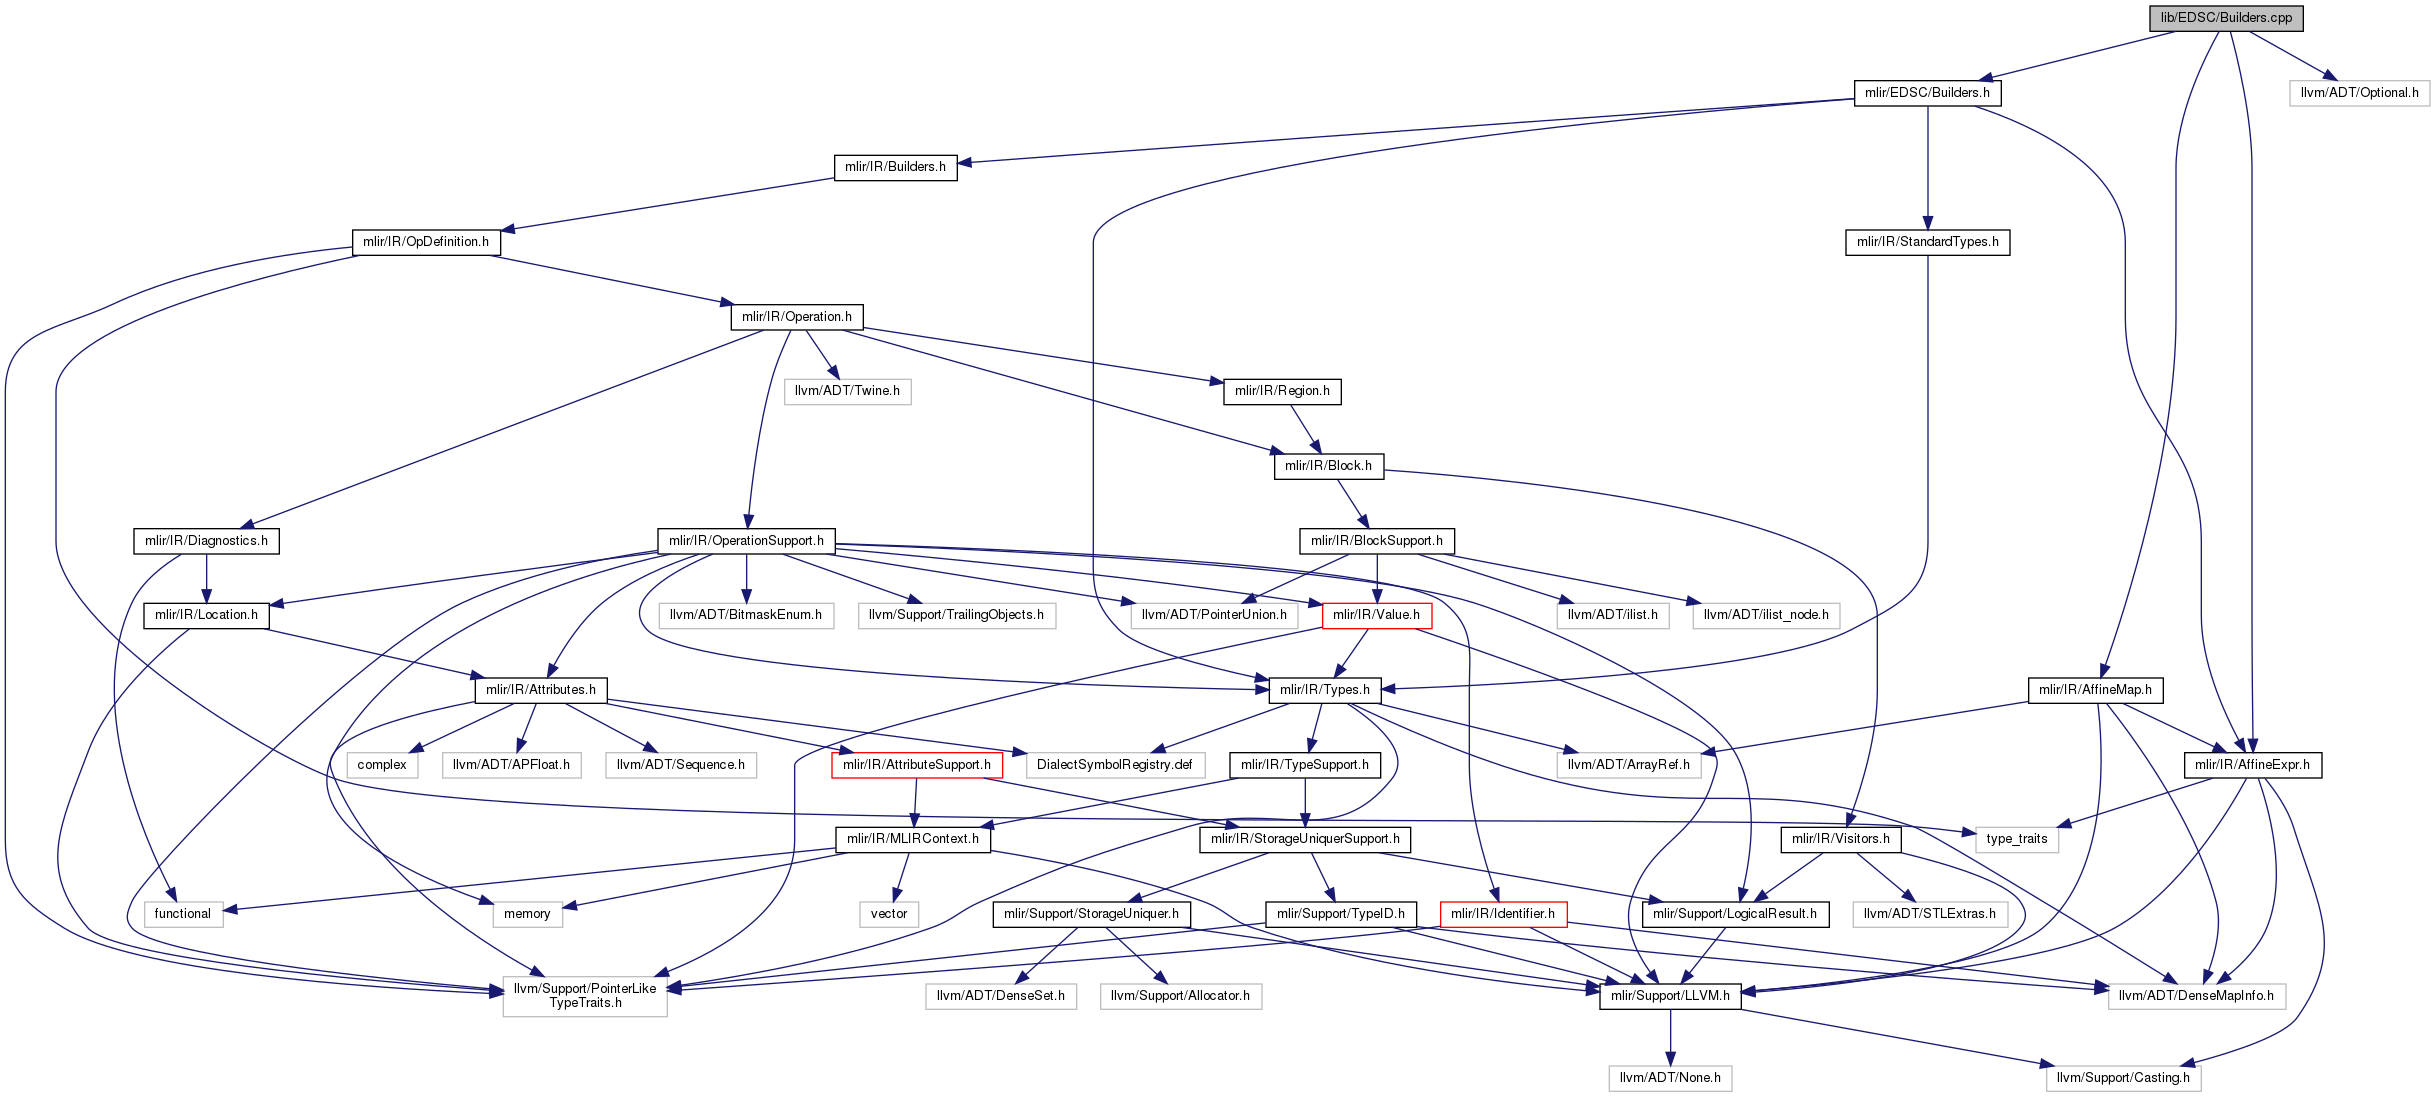 lib/EDSC/Builders.cpp
mlir/EDSC/Builders.h
llvm/ADT/Optional.h
mlir/IR/Builders.h
mlir/IR/OpDefinition.h
mlir/IR/StandardTypes.h
mlir/IR/Operation.h
llvm/ADT/Twine.h
mlir/IR/Region.h
mlir/IR/Block.h
mlir/IR/Diagnostics.h
mlir/IR/OperationSupport.h
mlir/IR/BlockSupport.h
mlir/IR/Location.h
llvm/ADT/BitmaskEnum.h
llvm/Support/TrailingObjects.h
llvm/ADT/PointerUnion.h
mlir/IR/Value.h
llvm/ADT/ilist.h
llvm/ADT/ilist_node.h
mlir/IR/Attributes.h
mlir/IR/Types.h
mlir/IR/AffineMap.h
complex
llvm/ADT/APFloat.h
llvm/ADT/Sequence.h
mlir/IR/AttributeSupport.h
DialectSymbolRegistry.def
mlir/IR/TypeSupport.h
llvm/ADT/ArrayRef.h
mlir/IR/AffineExpr.h
mlir/IR/MLIRContext.h
mlir/IR/StorageUniquerSupport.h
mlir/IR/Visitors.h
type_traits
functional
memory
vector
mlir/Support/StorageUniquer.h
mlir/Support/TypeID.h
mlir/IR/Identifier.h
mlir/Support/LogicalResult.h
llvm/ADT/STLExtras.h
llvm/Support/PointerLike
TypeTraits.h
llvm/ADT/DenseSet.h
llvm/Support/Allocator.h
mlir/Support/LLVM.h
llvm/ADT/DenseMapInfo.h
llvm/ADT/None.h
llvm/Support/Casting.h